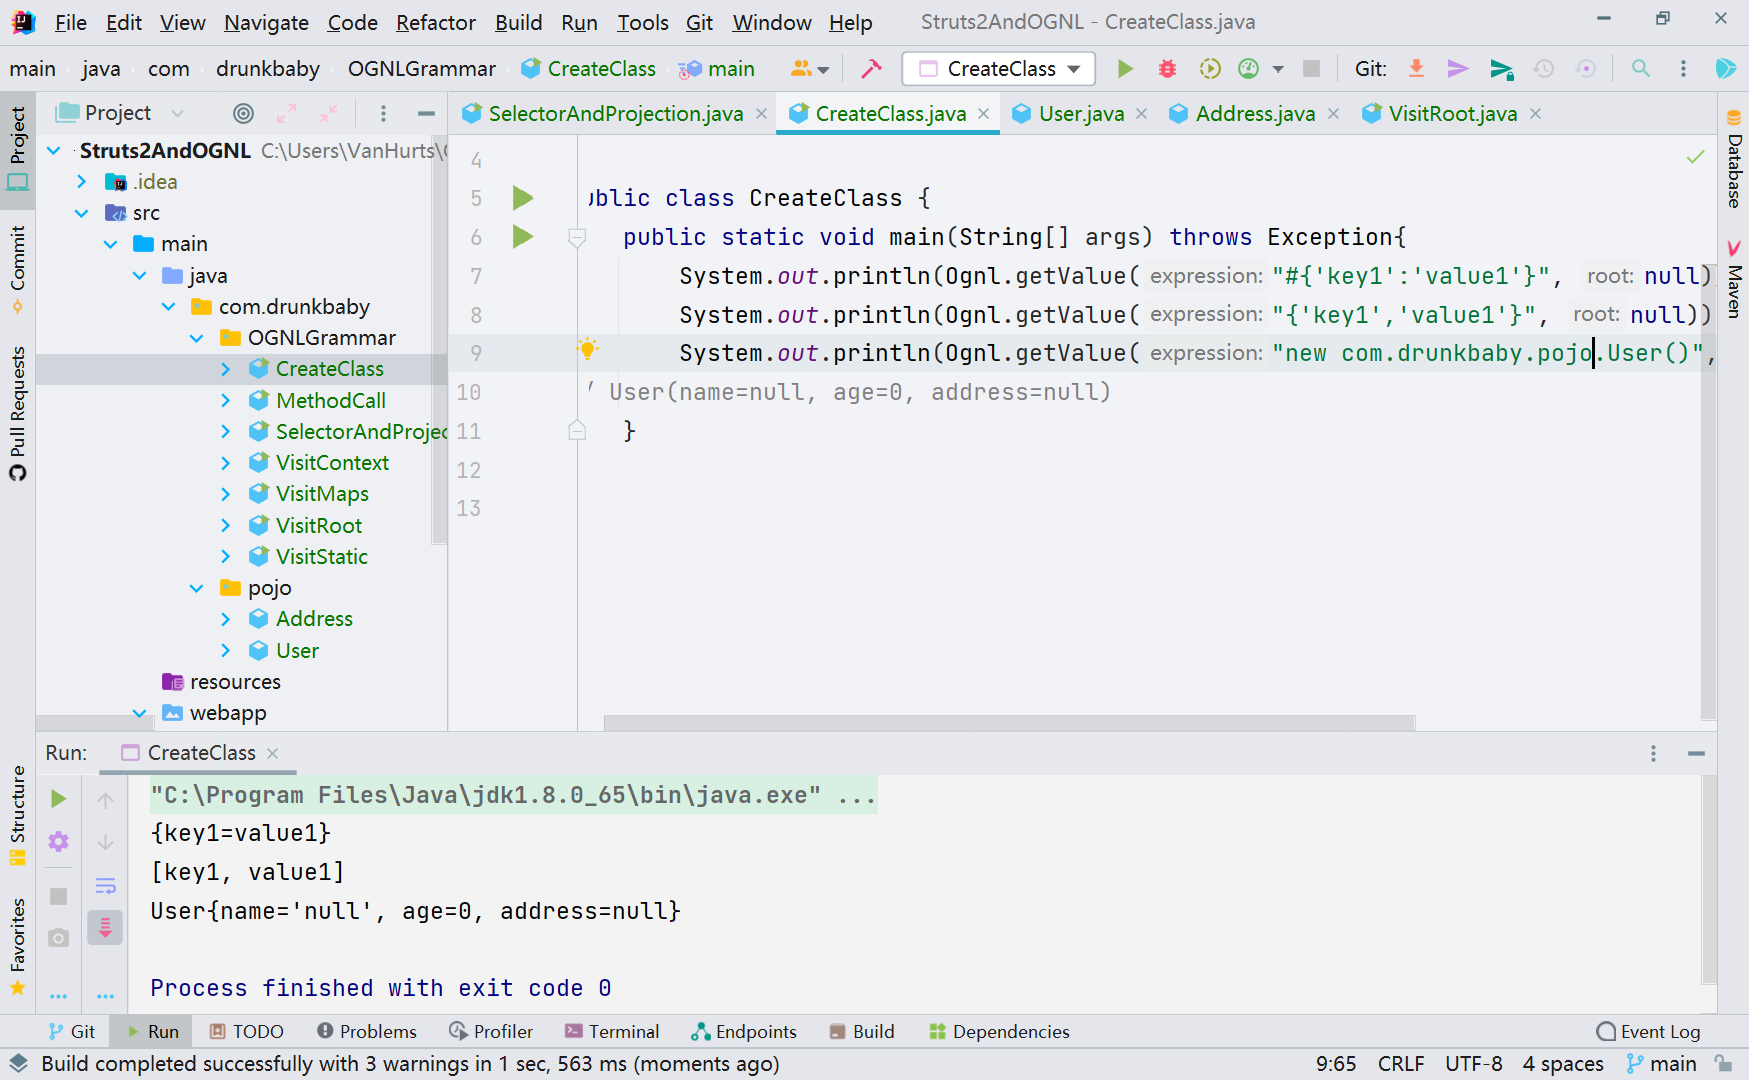 File Edit View Navigate Code Refactor Build Run Tools Git Window Help Struts2AndOGNL - CreateClass.java
main java com drunkbaby OGNLGrammar CreateClass main CreateClass Git:
Project
SelectorAndProjection.java CreateClass.java User.java Address.java VisitRoot.java
Struts2AndOGNL C:\Users\VanHurts\
.idea
src
main
java
com.drunkbaby
OGNLGrammar
CreateClass
MethodCall
SelectorAndProjec
VisitContext
VisitMaps
VisitRoot
VisitStatic
pojo
Address
User
resources
webapp
4
5 ublic class CreateClass {
6 public static void main(String[] args) throws Exception{
7 System.out.println(Ognl.getValue( expression: "#{'key1':'value1'}", root: null)
8 System.out.println(Ognl.getValue( expression: "{'key1','value1'}", root: null))
9 System.out.println(Ognl.getValue( expression: "new com.drunkbaby.pojo.User()",
10 / User(name=null, age=0, address=null)
11 }
12
13
Project
Commit
Pull Requests
Structure
Favorites
Database
Maven
Run: CreateClass
"C:\Program Files\Java\jdk1.8.0_65\bin\java.exe" ...
{key1=value1}
[key1, value1]
User{name='null', age=0, address=null}
Process finished with exit code 0
Git Run TODO Problems Profiler Terminal Endpoints Build Dependencies Event Log
Build completed successfully with 3 warnings in 1 sec, 563 ms (moments ago) 9:65 CRLF UTF-8 4 spaces main